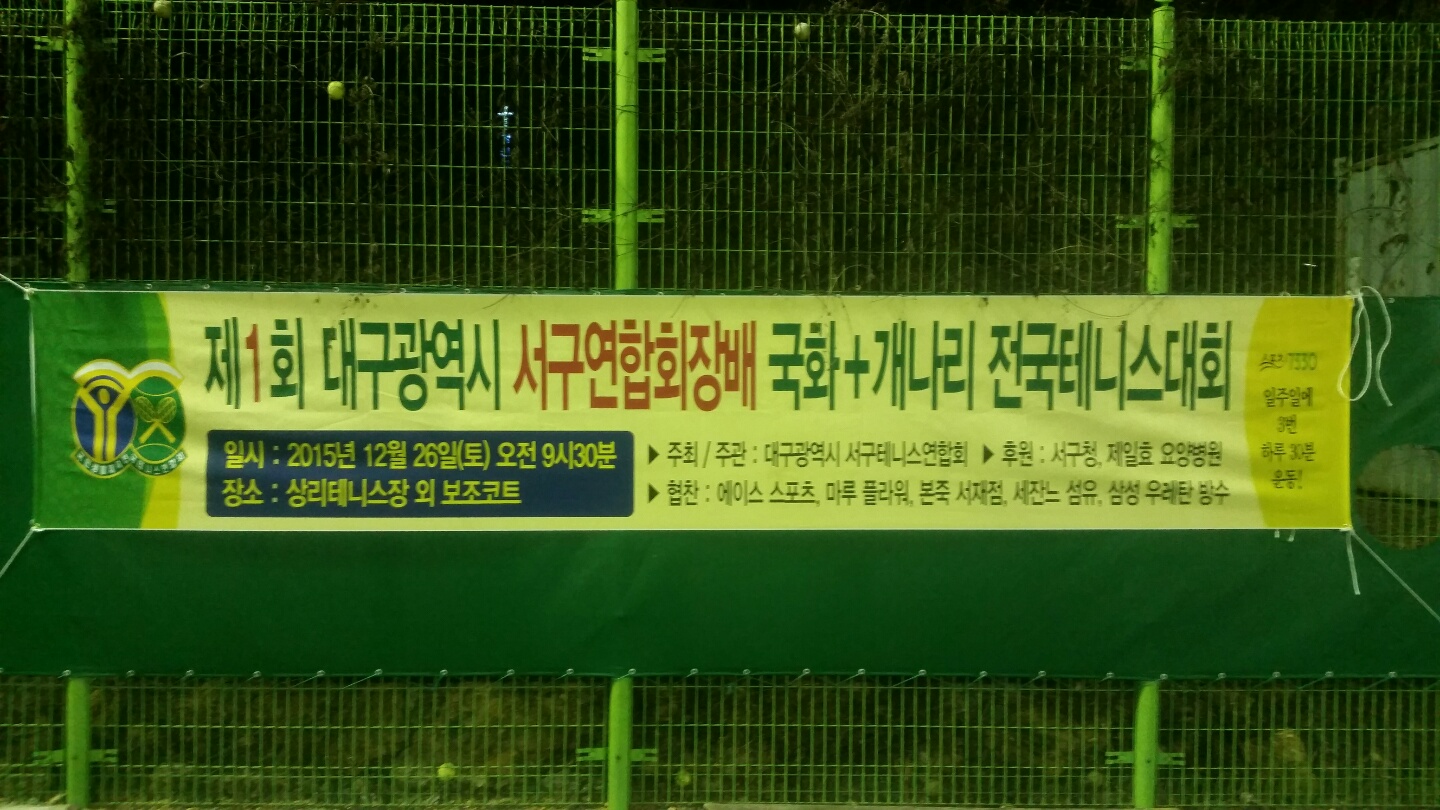 제1회 대구광역시 서구연합회장배 국화+개나리 전국테니스대회
일시 : 2015년 12월 26일(토) 오전 9시30분
장소 : 상리테니스장 외 보조코트
▶ 주최 / 주관 : 대구광역시 서구테니스연합회 ▶ 후원 : 서구청, 제일효 요양병원
▶ 협찬 : 에이스 스포츠, 마루 플라워, 본죽 서재점, 세잔느 섬유, 삼성 우레탄 방수
스포츠 7330
일주일에
3번
하루 30분
운동!